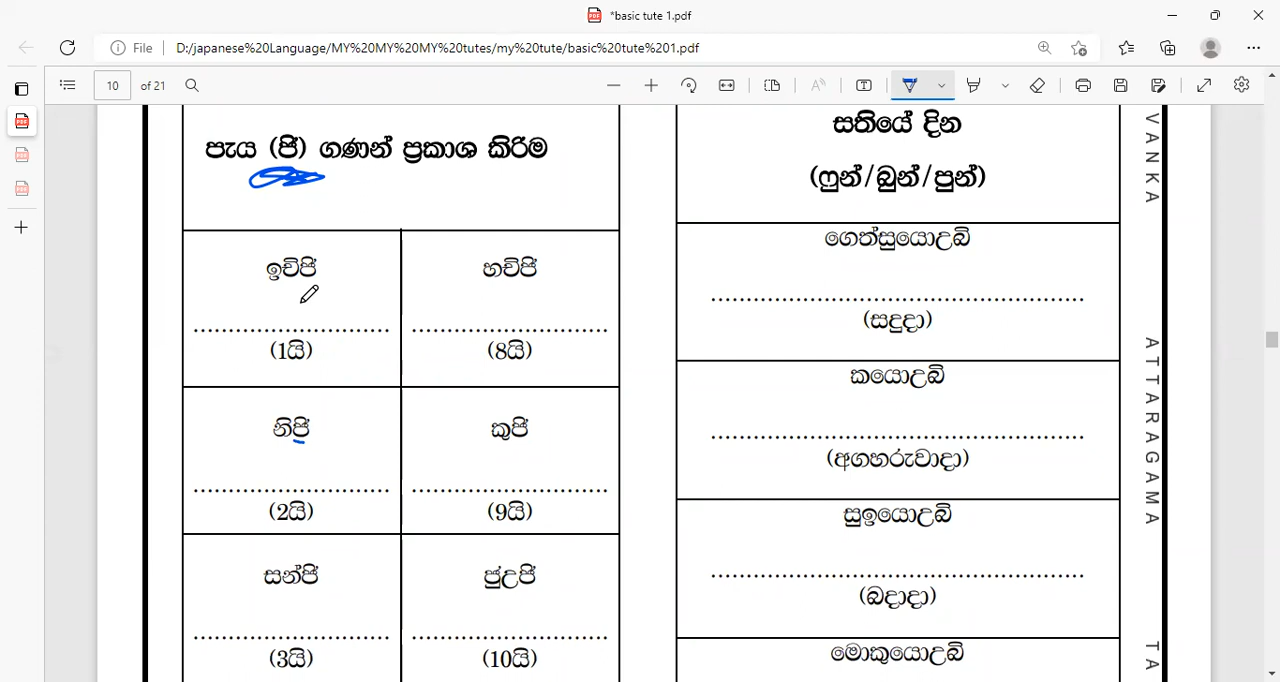 *basic tute 1.pdf
File
D:/japanese%20Language/MY%20MY%20MY%20tutes/my%20tute/basic%20tute%201.pdf
10 of 21
පැය (ජි) ගණන් ප්‍රකාශ කිරිම
ඉචිජි
..............................
(1යි)
හචිජි
..............................
(8යි)
නිජි
..............................
(2යි)
කුජි
..............................
(9යි)
සන්ජි
..............................
(3යි)
ජුඋජි
..............................
(10යි)
සතියේ දින
(ෆුන්/බුන්/පුන්)
ගෙත්සුයොඋබි
..................................................
(සදුදා)
කයොඋබි
..................................................
(අගහරුවාදා)
සුඉයොඋබි
..................................................
(බදාදා)
මොකුයොඋබි
VANKA
ATTARAGAMA
TA